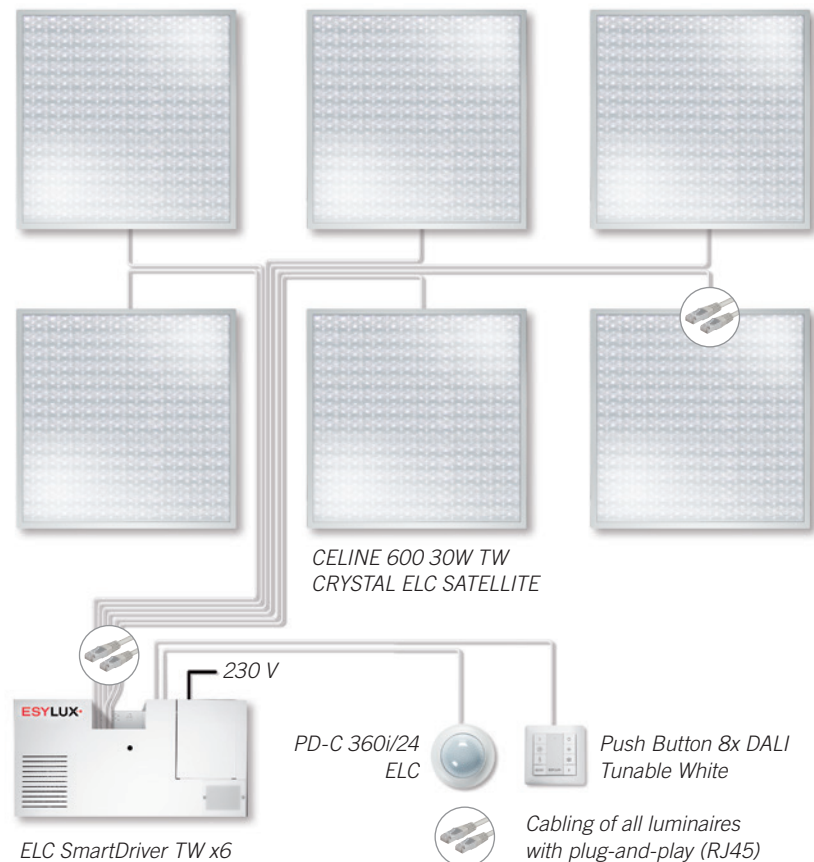 CELINE 600 30W TW
CRYSTAL ELC SATELLITE
230 V
ESYLUX
PD-C 360i/24
ELC
Push Button 8x DALI
Tunable White
ELC SmartDriver TW x6
Cabling of all luminaires
with plug-and-play (RJ45)